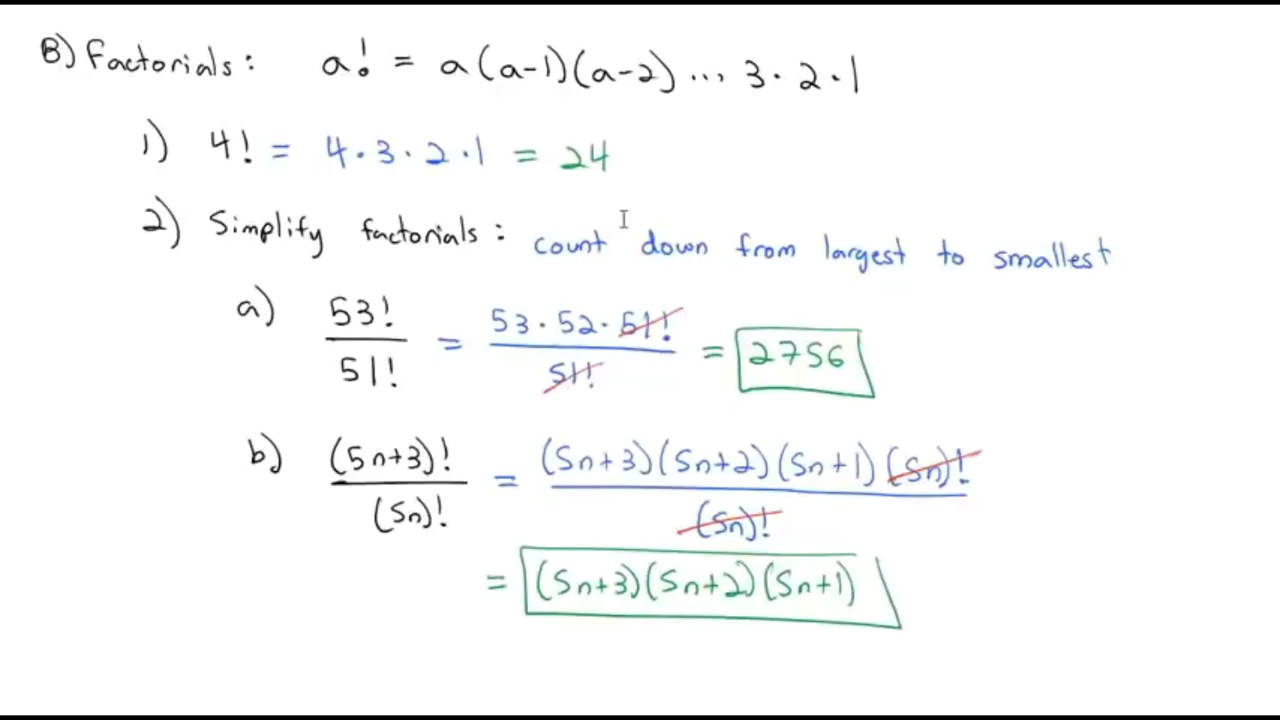 B) Factorials: a! = a(a-1)(a-2) ... 3 · 2 · 1
1) 4! = 4 · 3 · 2 · 1 = 24
2) Simplify factorials: count down from largest to smallest
a) 53!/51! = 53 · 52 · 51!/51! = 2756
b) (5n+3)!/(5n)! = (5n+3)(5n+2)(5n+1)(5n)!/(5n)!
= (5n+3)(5n+2)(5n+1)